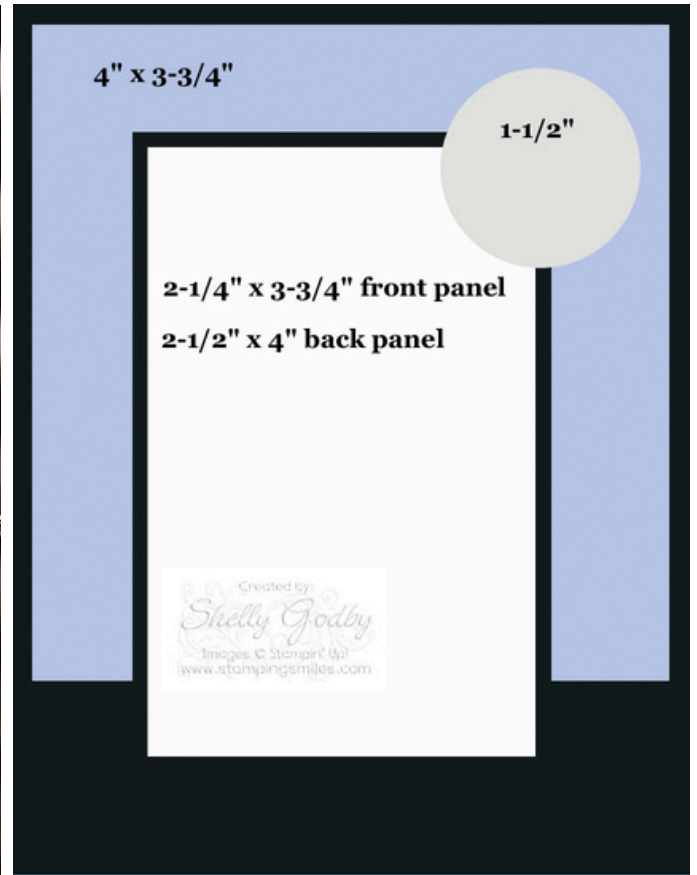 4" x 3-3/4"
1-1/2"
2-1/4" x 3-3/4" front panel
2-1/2" x 4" back panel
Created by:
Shelly Godby
Images © Stampin' Up!
www.stampingsmiles.com